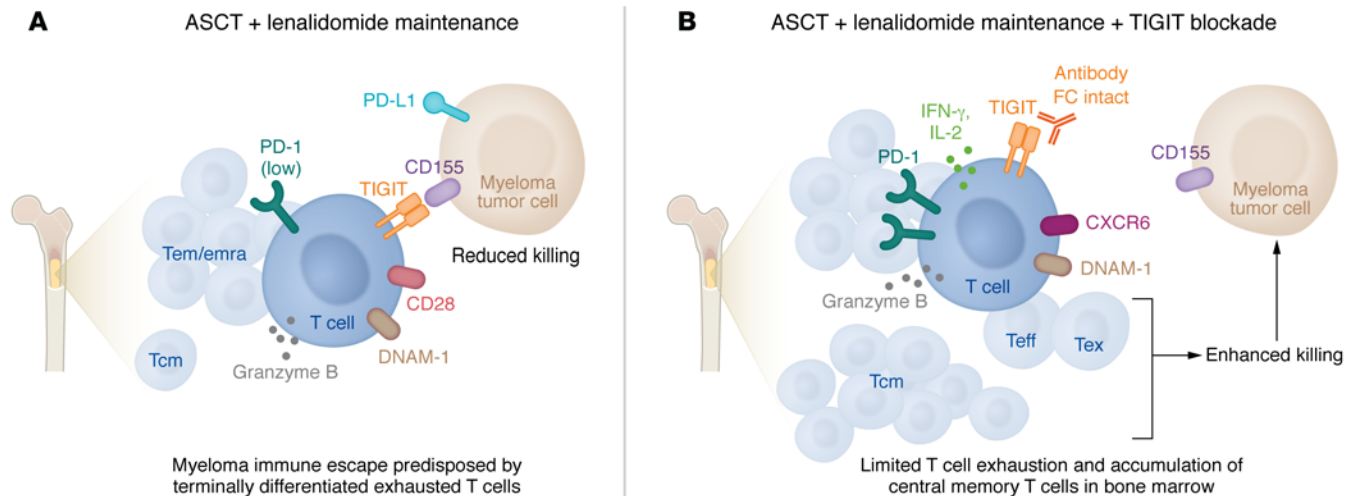 A
ASCT + lenalidomide maintenance
PD-L1
PD-1
(low)
CD155
TIGIT
Myeloma
tumor cell
Tem/emra
Reduced killing
CD28
T cell
DNAM-1
Tcm
Granzyme B
Myeloma immune escape predisposed by
terminally differentiated exhausted T cells
B
ASCT + lenalidomide maintenance + TIGIT blockade
Antibody
FC intact
IFN-γ,
IL-2
TIGIT
PD-1
CD155
Myeloma
tumor cell
CXCR6
DNAM-1
Granzyme B
T cell
Teff
Tex
Enhanced killing
Tcm
Limited T cell exhaustion and accumulation of
central memory T cells in bone marrow